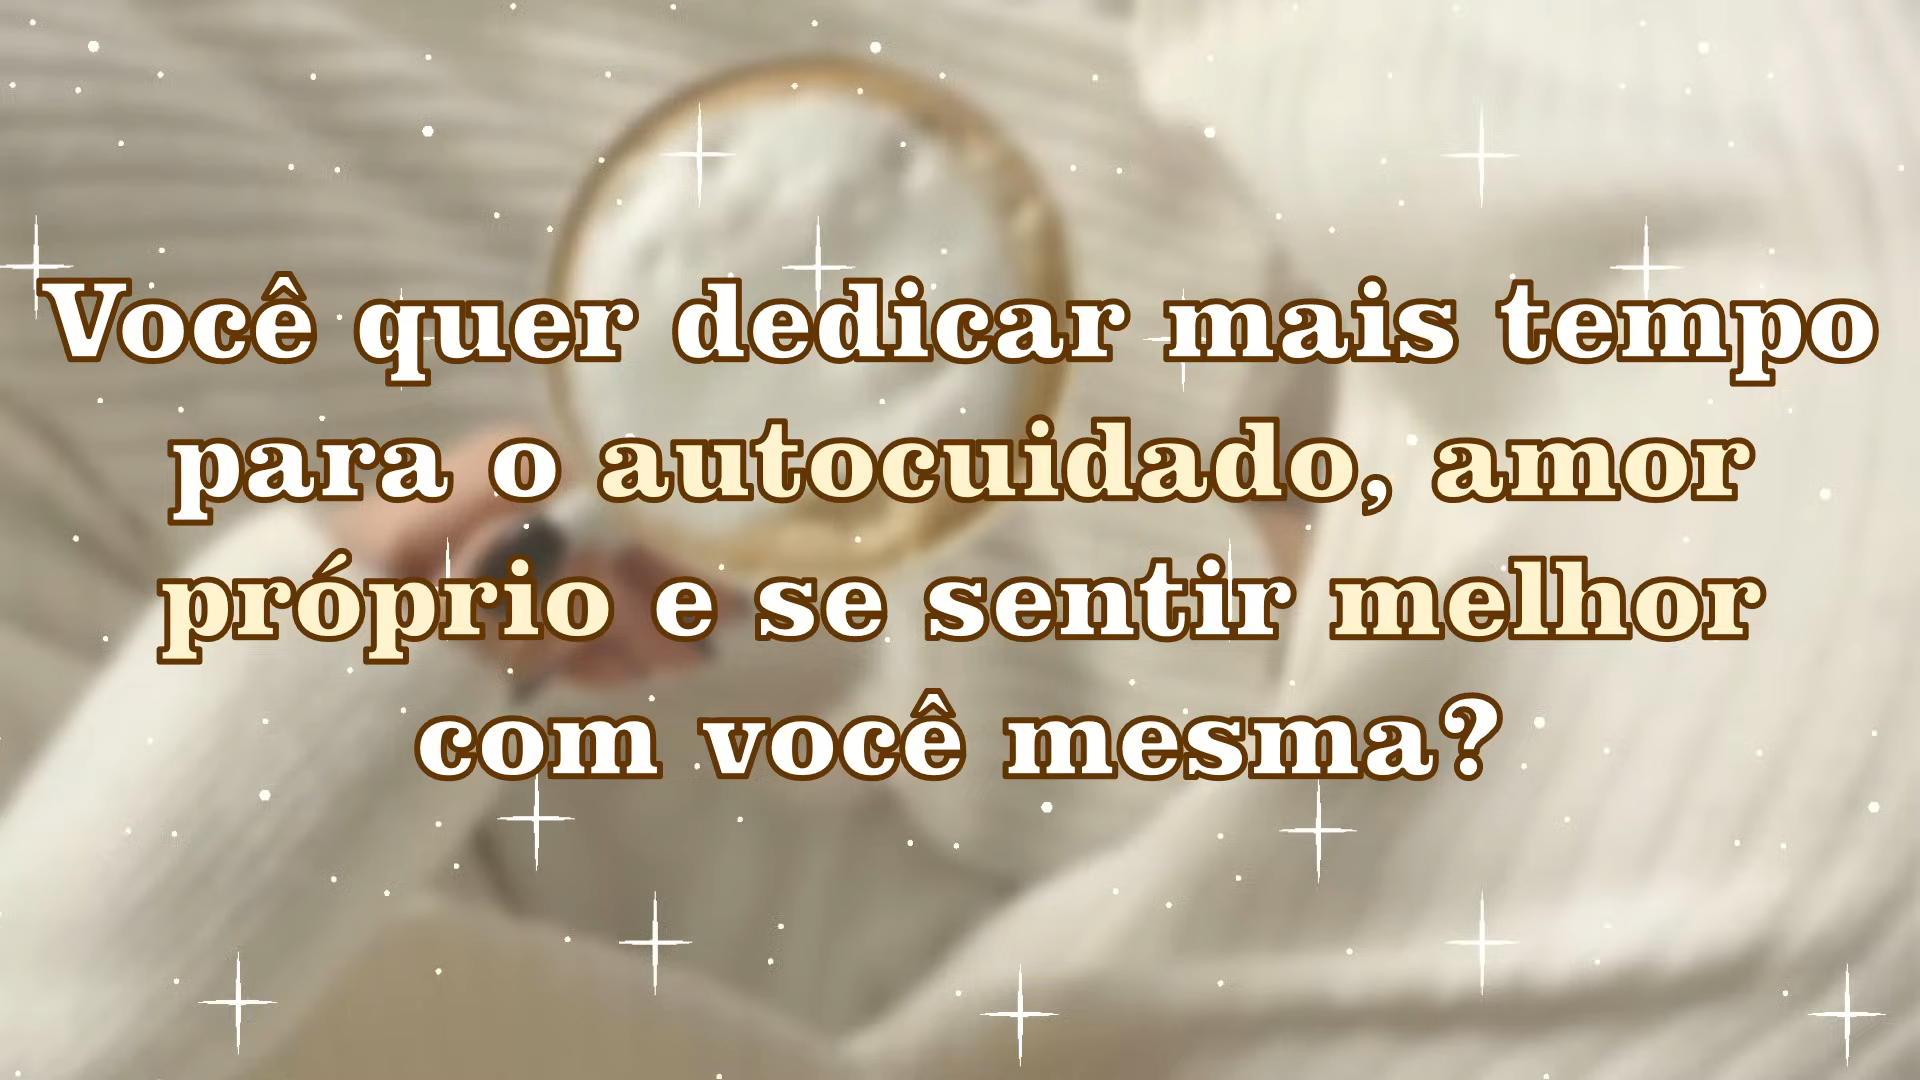 Você quer dedicar mais tempo
para o autocuidado, amor
próprio e se sentir melhor
com você mesma?